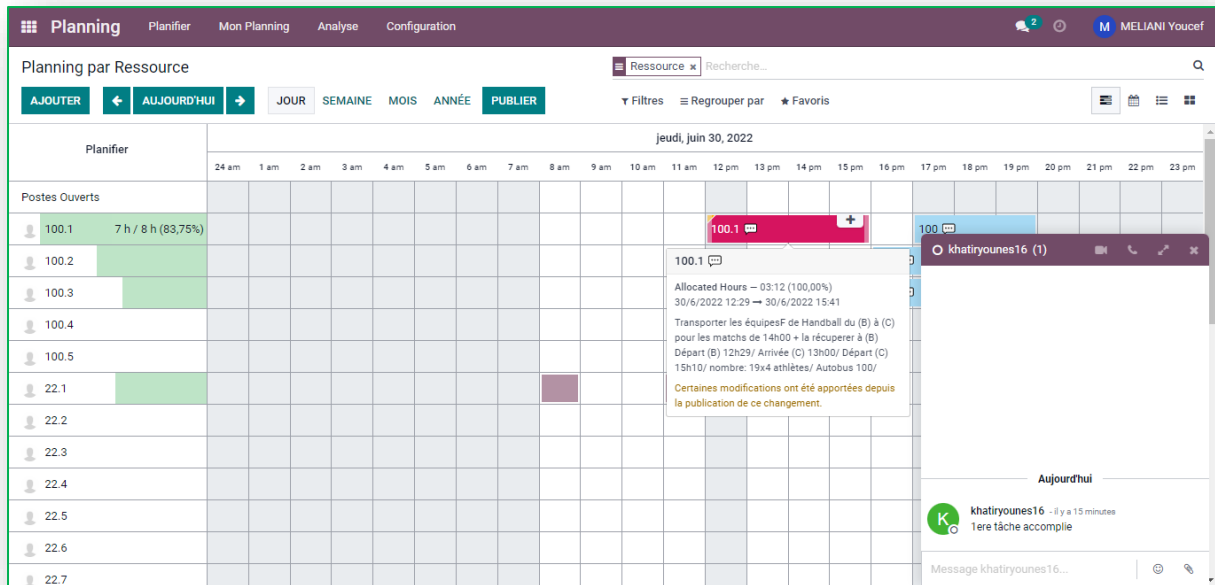 Planning Planifier Mon Planning Analyse Configuration 2 M MELIANI Youcef
Planning par Ressource
Ressource × Recherche...
AJOUTER AUJOURD'HUI JOUR SEMAINE MOIS ANNÉE PUBLIER Filtres Regrouper par Favoris
Planifier
jeudi, juin 30, 2022
24 am 1 am 2 am 3 am 4 am 5 am 6 am 7 am 8 am 9 am 10 am 11 am 12 pm 13 pm 14 pm 15 pm 16 pm 17 pm 18 pm 19 pm 20 pm 21 pm 22 pm 23 pm
Postes Ouverts
100.1 7 h / 8 h (83,75%) 100.1 + 100
100.2
100.3
100.4
100.5
22.1
22.2
22.3
22.4
22.5
22.6
22.7
100.1
Allocated Hours — 03:12 (100,00%)
30/6/2022 12:29 → 30/6/2022 15:41
Transporter les équipesF de Handball du (B) à (C)
pour les matchs de 14h00 + la récuperer à (B)
Départ (B) 12h29/ Arrivée (C) 13h00/ Départ (C)
15h10/ nombre: 19x4 athlètes/ Autobus 100/
Certaines modifications ont été apportées depuis
la publication de ce changement.
khatiryounes16 (1)
Aujourd'hui
K khatiryounes16 - il y a 15 minutes
1ere tâche accomplie
Message khatiryounes16...